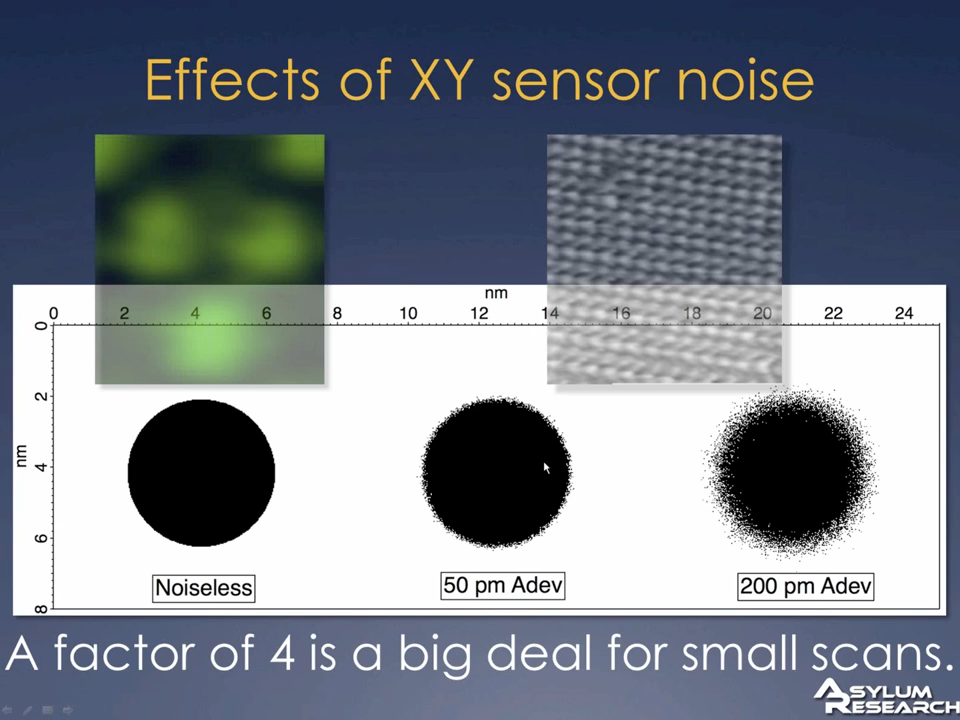 Effects of XY sensor noise
nm
0 2 4 6 8 10 12 14 16 18 20 22 24
0
2
nm
4
6
8
Noiseless
50 pm Adev
200 pm Adev
A factor of 4 is a big deal for small scans.
ASYLUM
RESEARCH